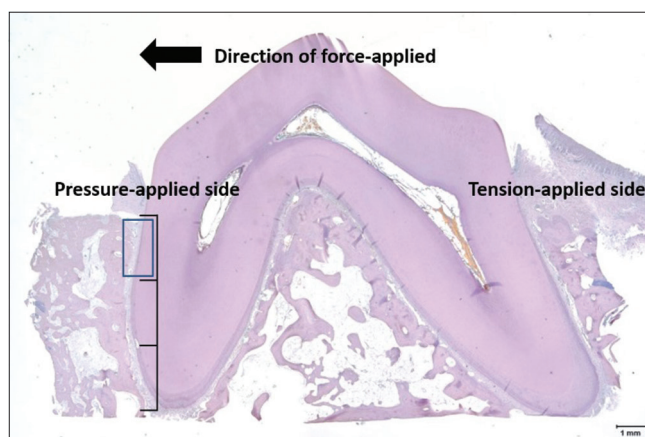 Direction of force-applied
Pressure-applied side
Tension-applied side
1 mm